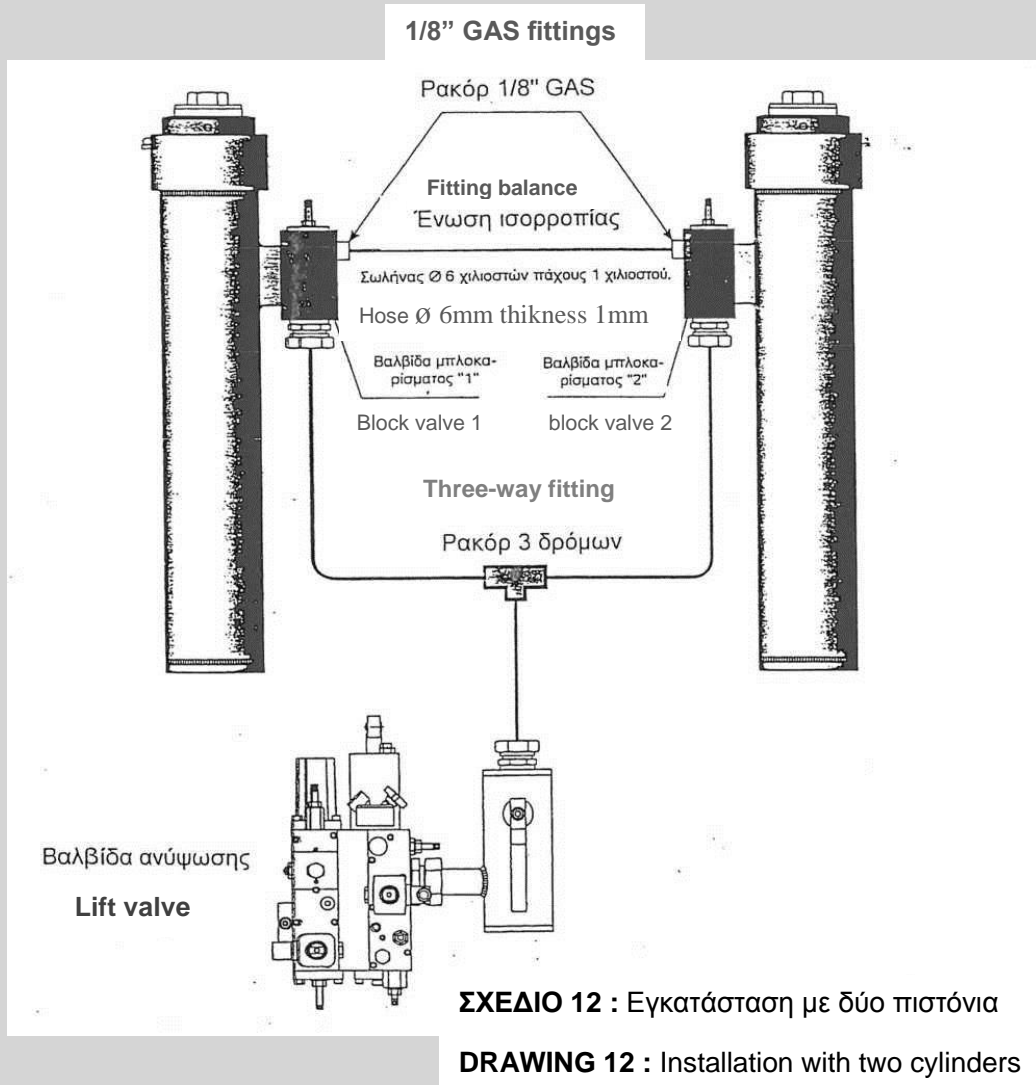 1/8” GAS fittings
Ρακόρ 1/8" GAS
Fitting balance
Ένωση ισορροπίας
Σωλήνας Ø 6 χιλιοστών πάχους 1 χιλιοστού.
Hose Ø 6mm thikness 1mm
Βαλβίδα μπλοκα-
ρίσματος "1"
Βαλβίδα μπλοκα-
ρίσματος "2"
Block valve 1
block valve 2
Three-way fitting
Ρακόρ 3 δρόμων
Βαλβίδα ανύψωσης
Lift valve
ΣΧΕΔΙΟ 12 : Εγκατάσταση με δύο πιστόνια
DRAWING 12 : Installation with two cylinders